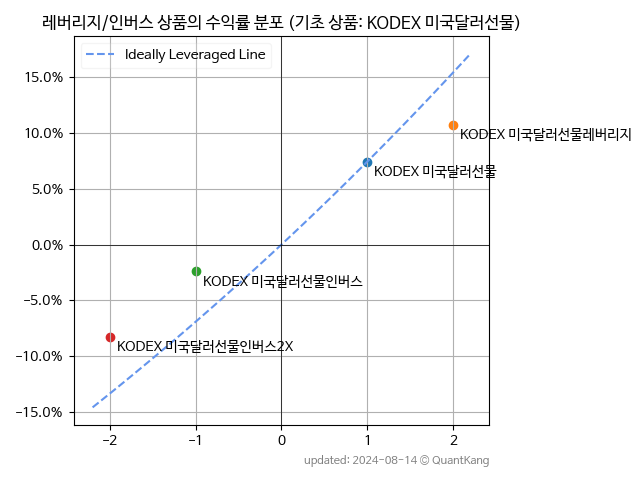 레버리지/인버스 상품의 수익률 분포 (기초 상품: KODEX 미국달러선물)
Ideally Leveraged Line
15.0%
10.0%
KODEX 미국달러선물레버리지
KODEX 미국달러선물
5.0%
0.0%
KODEX 미국달러선물인버스
−5.0%
KODEX 미국달러선물인버스2X
−10.0%
−15.0%
−2 −1 0 1 2
updated: 2024-08-14 © QuantKang